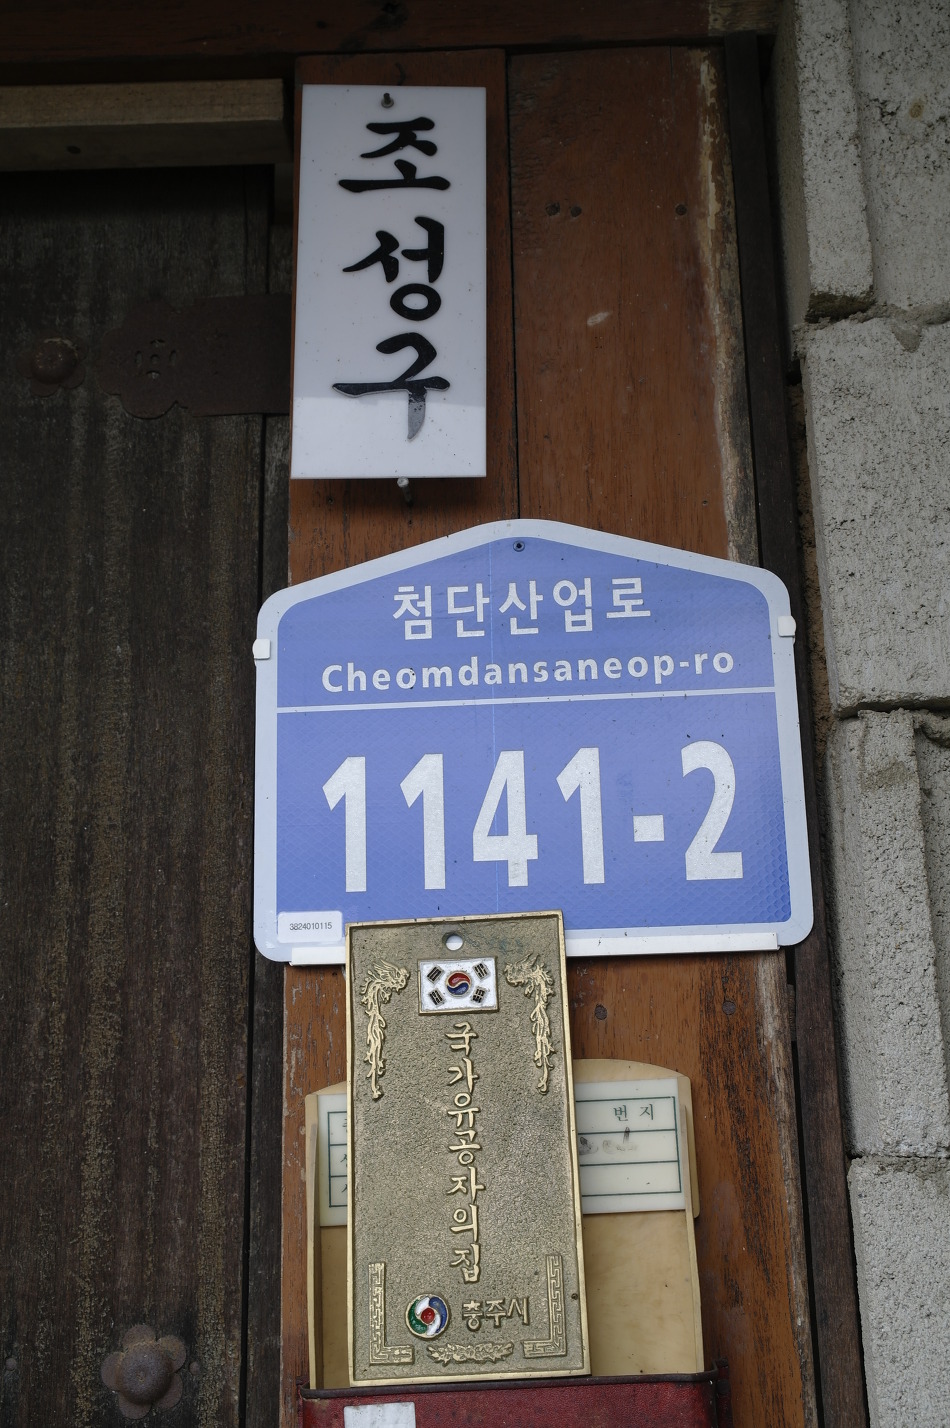 조성구
첨단산업로
Cheomdansaneop-ro
1141-2
3824010115
국가유공자의집
충주시
번지